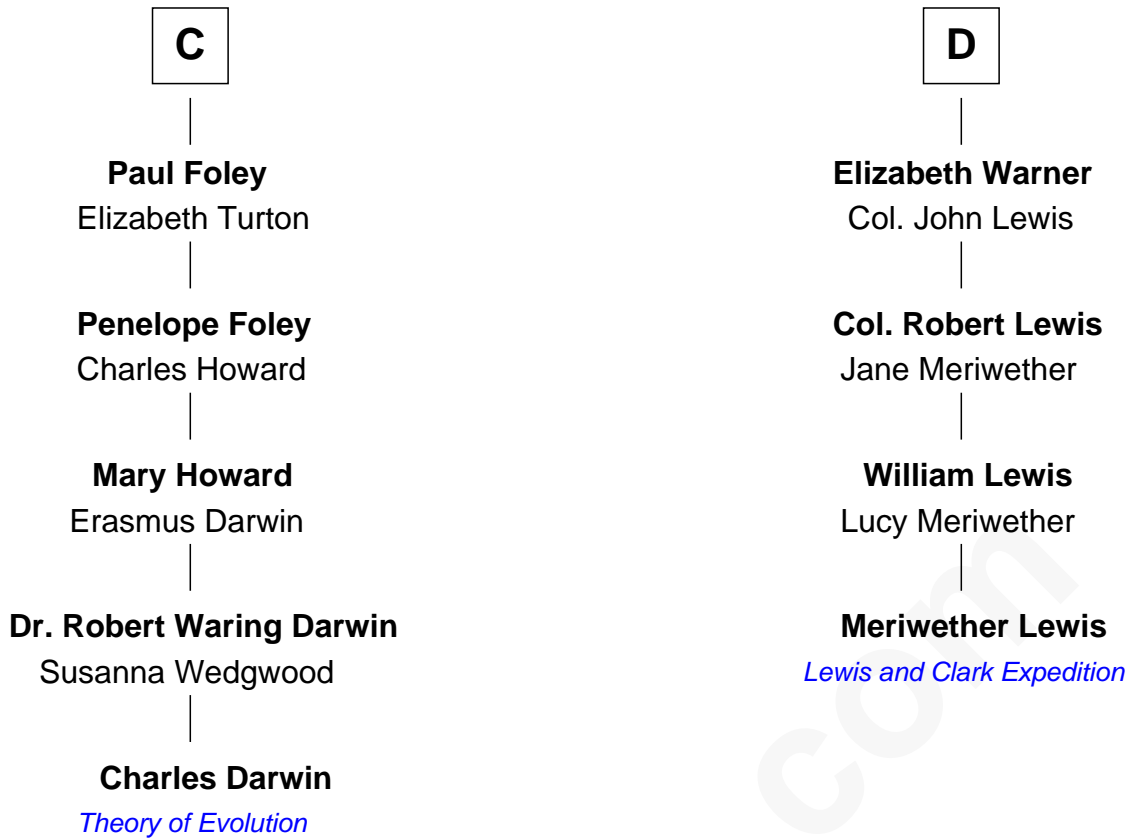 C
Paul Foley
Elizabeth Turton
Penelope Foley
Charles Howard
Mary Howard
Erasmus Darwin
Dr. Robert Waring Darwin
Susanna Wedgwood
Charles Darwin
Theory of Evolution
D
Elizabeth Warner
Col. John Lewis
Col. Robert Lewis
Jane Meriwether
William Lewis
Lucy Meriwether
Meriwether Lewis
Lewis and Clark Expedition
com